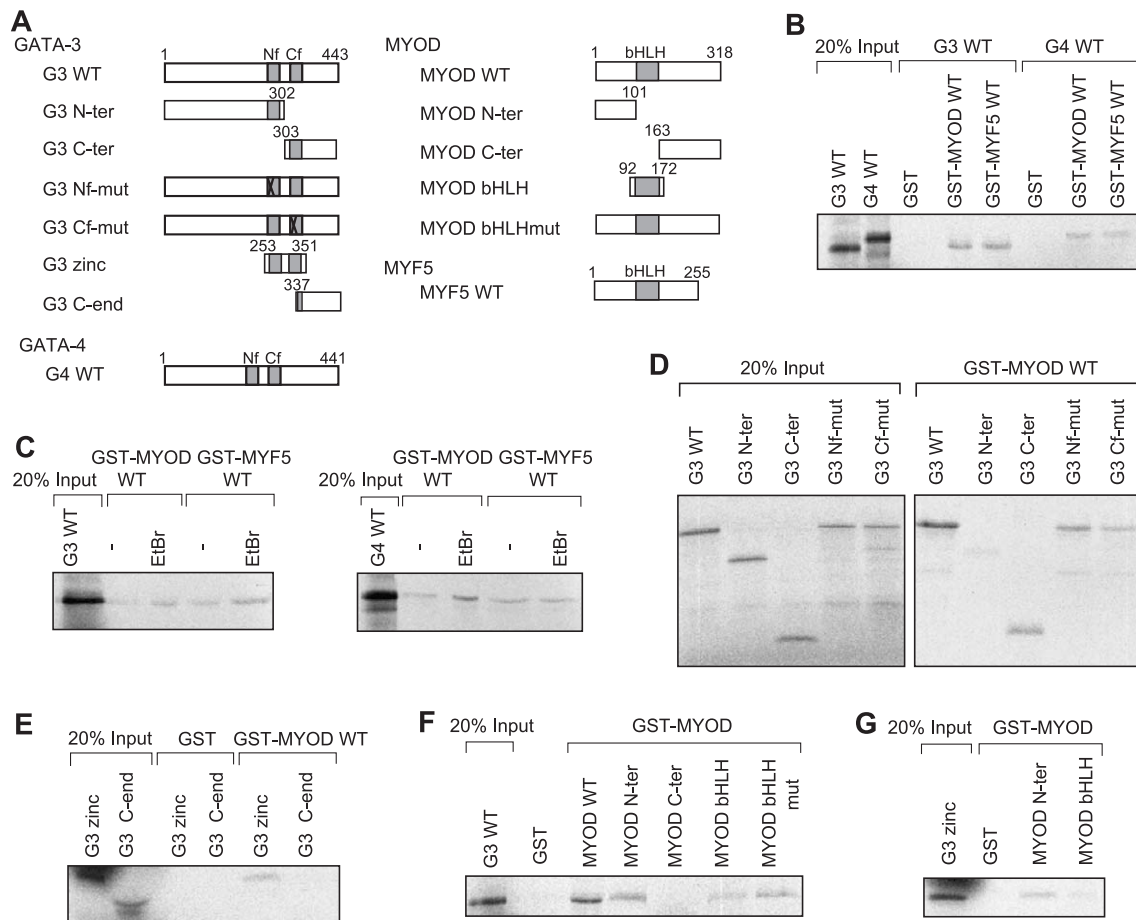 A
GATA-3
1 Nf Cf 443
G3 WT
302
G3 N-ter
303
G3 C-ter
G3 Nf-mut
G3 Cf-mut
253 351
G3 zinc
337
G3 C-end
GATA-4
1 Nf Cf 441
G4 WT
MYOD
1 bHLH 318
MYOD WT
101
MYOD N-ter
163
MYOD C-ter
92 172
MYOD bHLH
MYOD bHLHmut
MYF5
1 bHLH 255
MYF5 WT
B
20% Input G3 WT G4 WT
G3 WT
G4 WT
GST
GST-MYOD WT
GST-MYF5 WT
GST
GST-MYOD WT
GST-MYF5 WT
C
GST-MYOD GST-MYF5
20% Input WT WT
G3 WT
-
EtBr
-
EtBr
GST-MYOD GST-MYF5
20% Input WT WT
G4 WT
-
EtBr
-
EtBr
D
20% Input GST-MYOD WT
G3 WT
G3 N-ter
G3 C-ter
G3 Nf-mut
G3 Cf-mut
G3 WT
G3 N-ter
G3 C-ter
G3 Nf-mut
G3 Cf-mut
E
20% Input GST GST-MYOD WT
G3 zinc
G3 C-end
G3 zinc
G3 C-end
G3 zinc
G3 C-end
F
20% Input GST-MYOD
G3 WT
GST
MYOD WT
MYOD N-ter
MYOD C-ter
MYOD bHLH
MYOD bHLH
mut
G
20% Input GST-MYOD
G3 zinc
GST
MYOD N-ter
MYOD bHLH